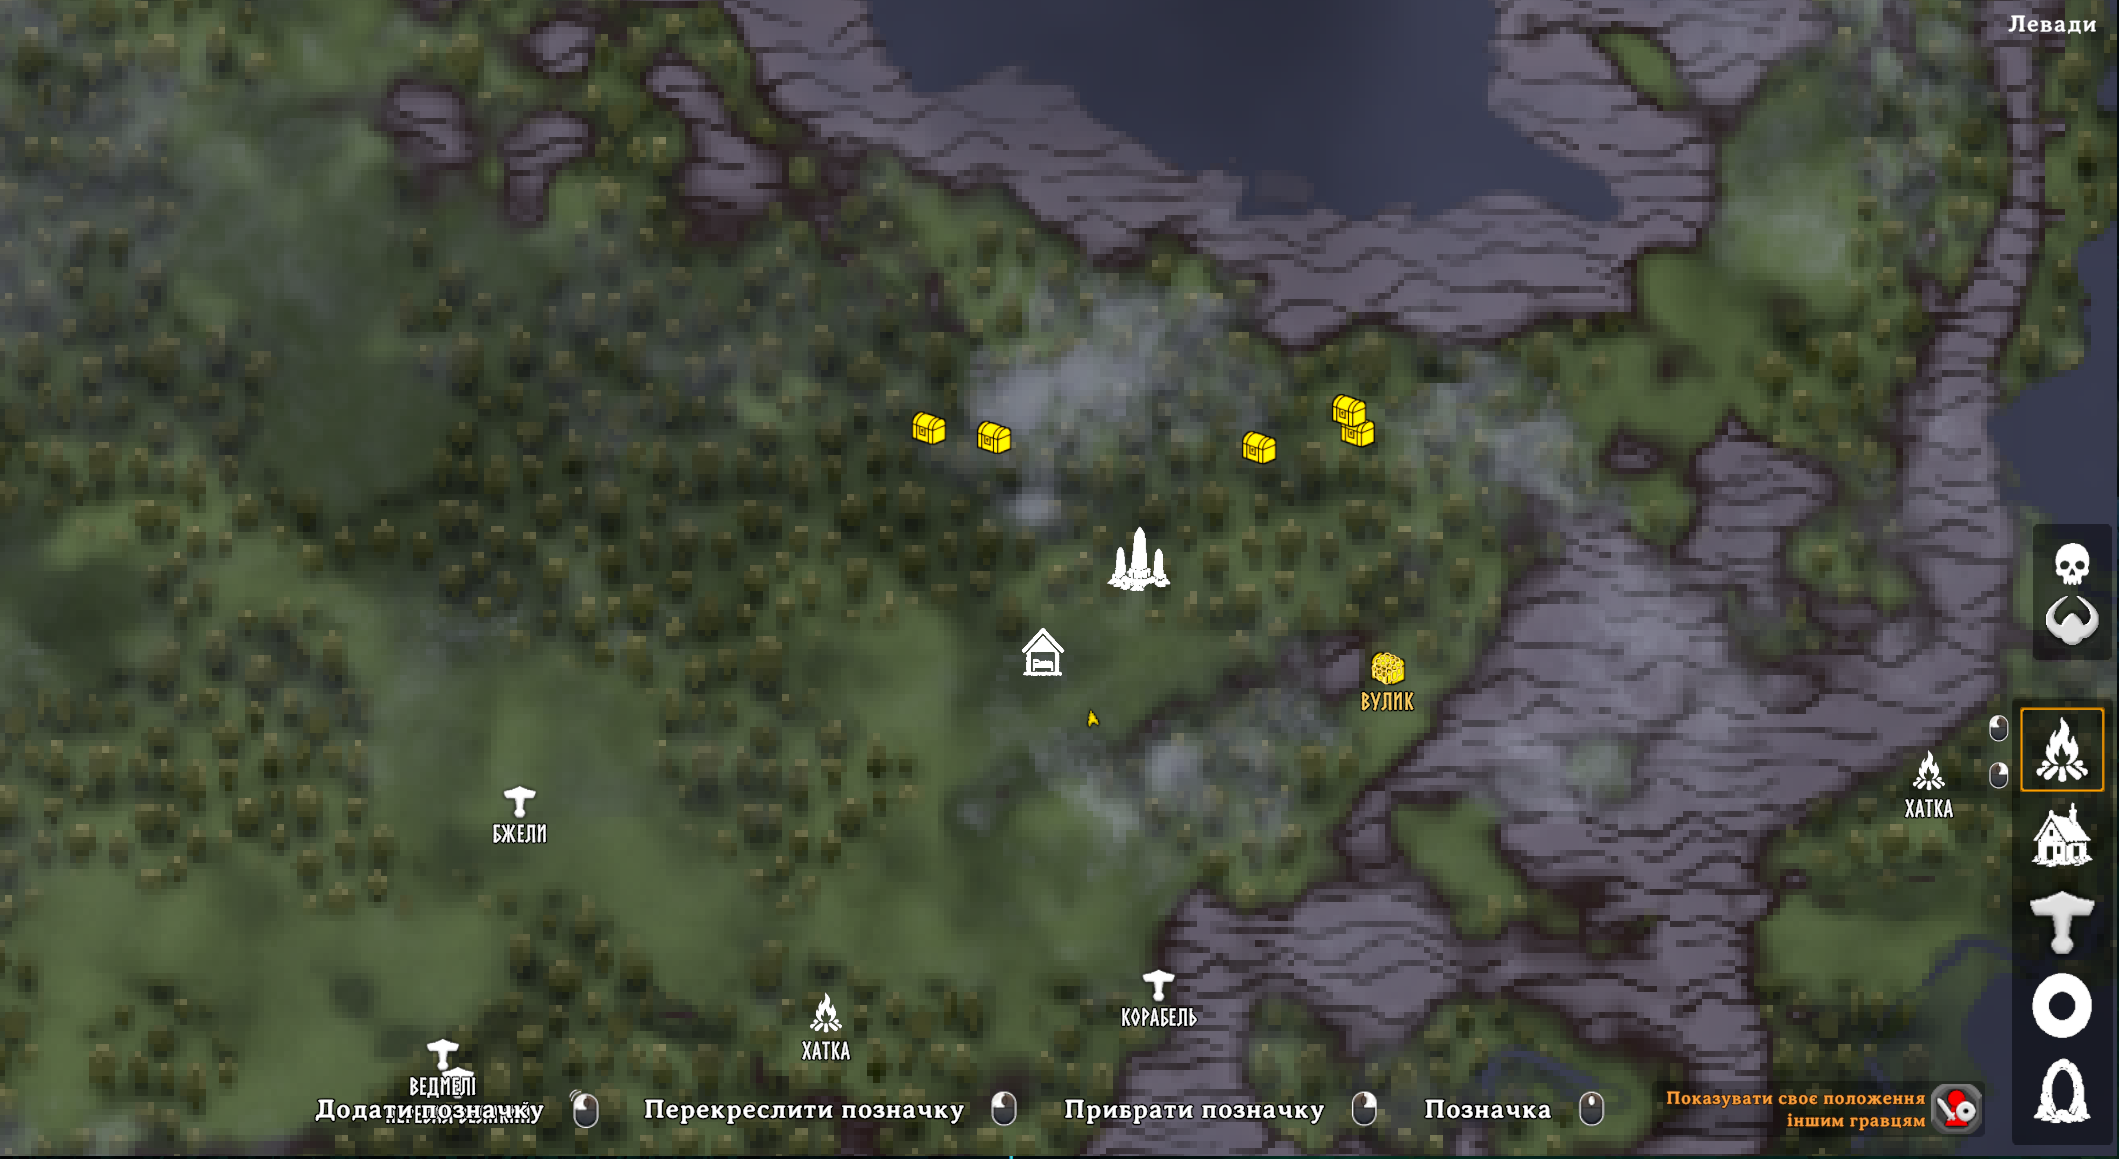 Левади
ВУЛИК
ХАТКА
БЖЕЛИ
КОРАБЕЛЬ
ХАТКА
ВЕДМЕДІ
Додати позначку
Перекреслити позначку
Прибрати позначку
Позначка
Показувати своє положення
іншим гравцям